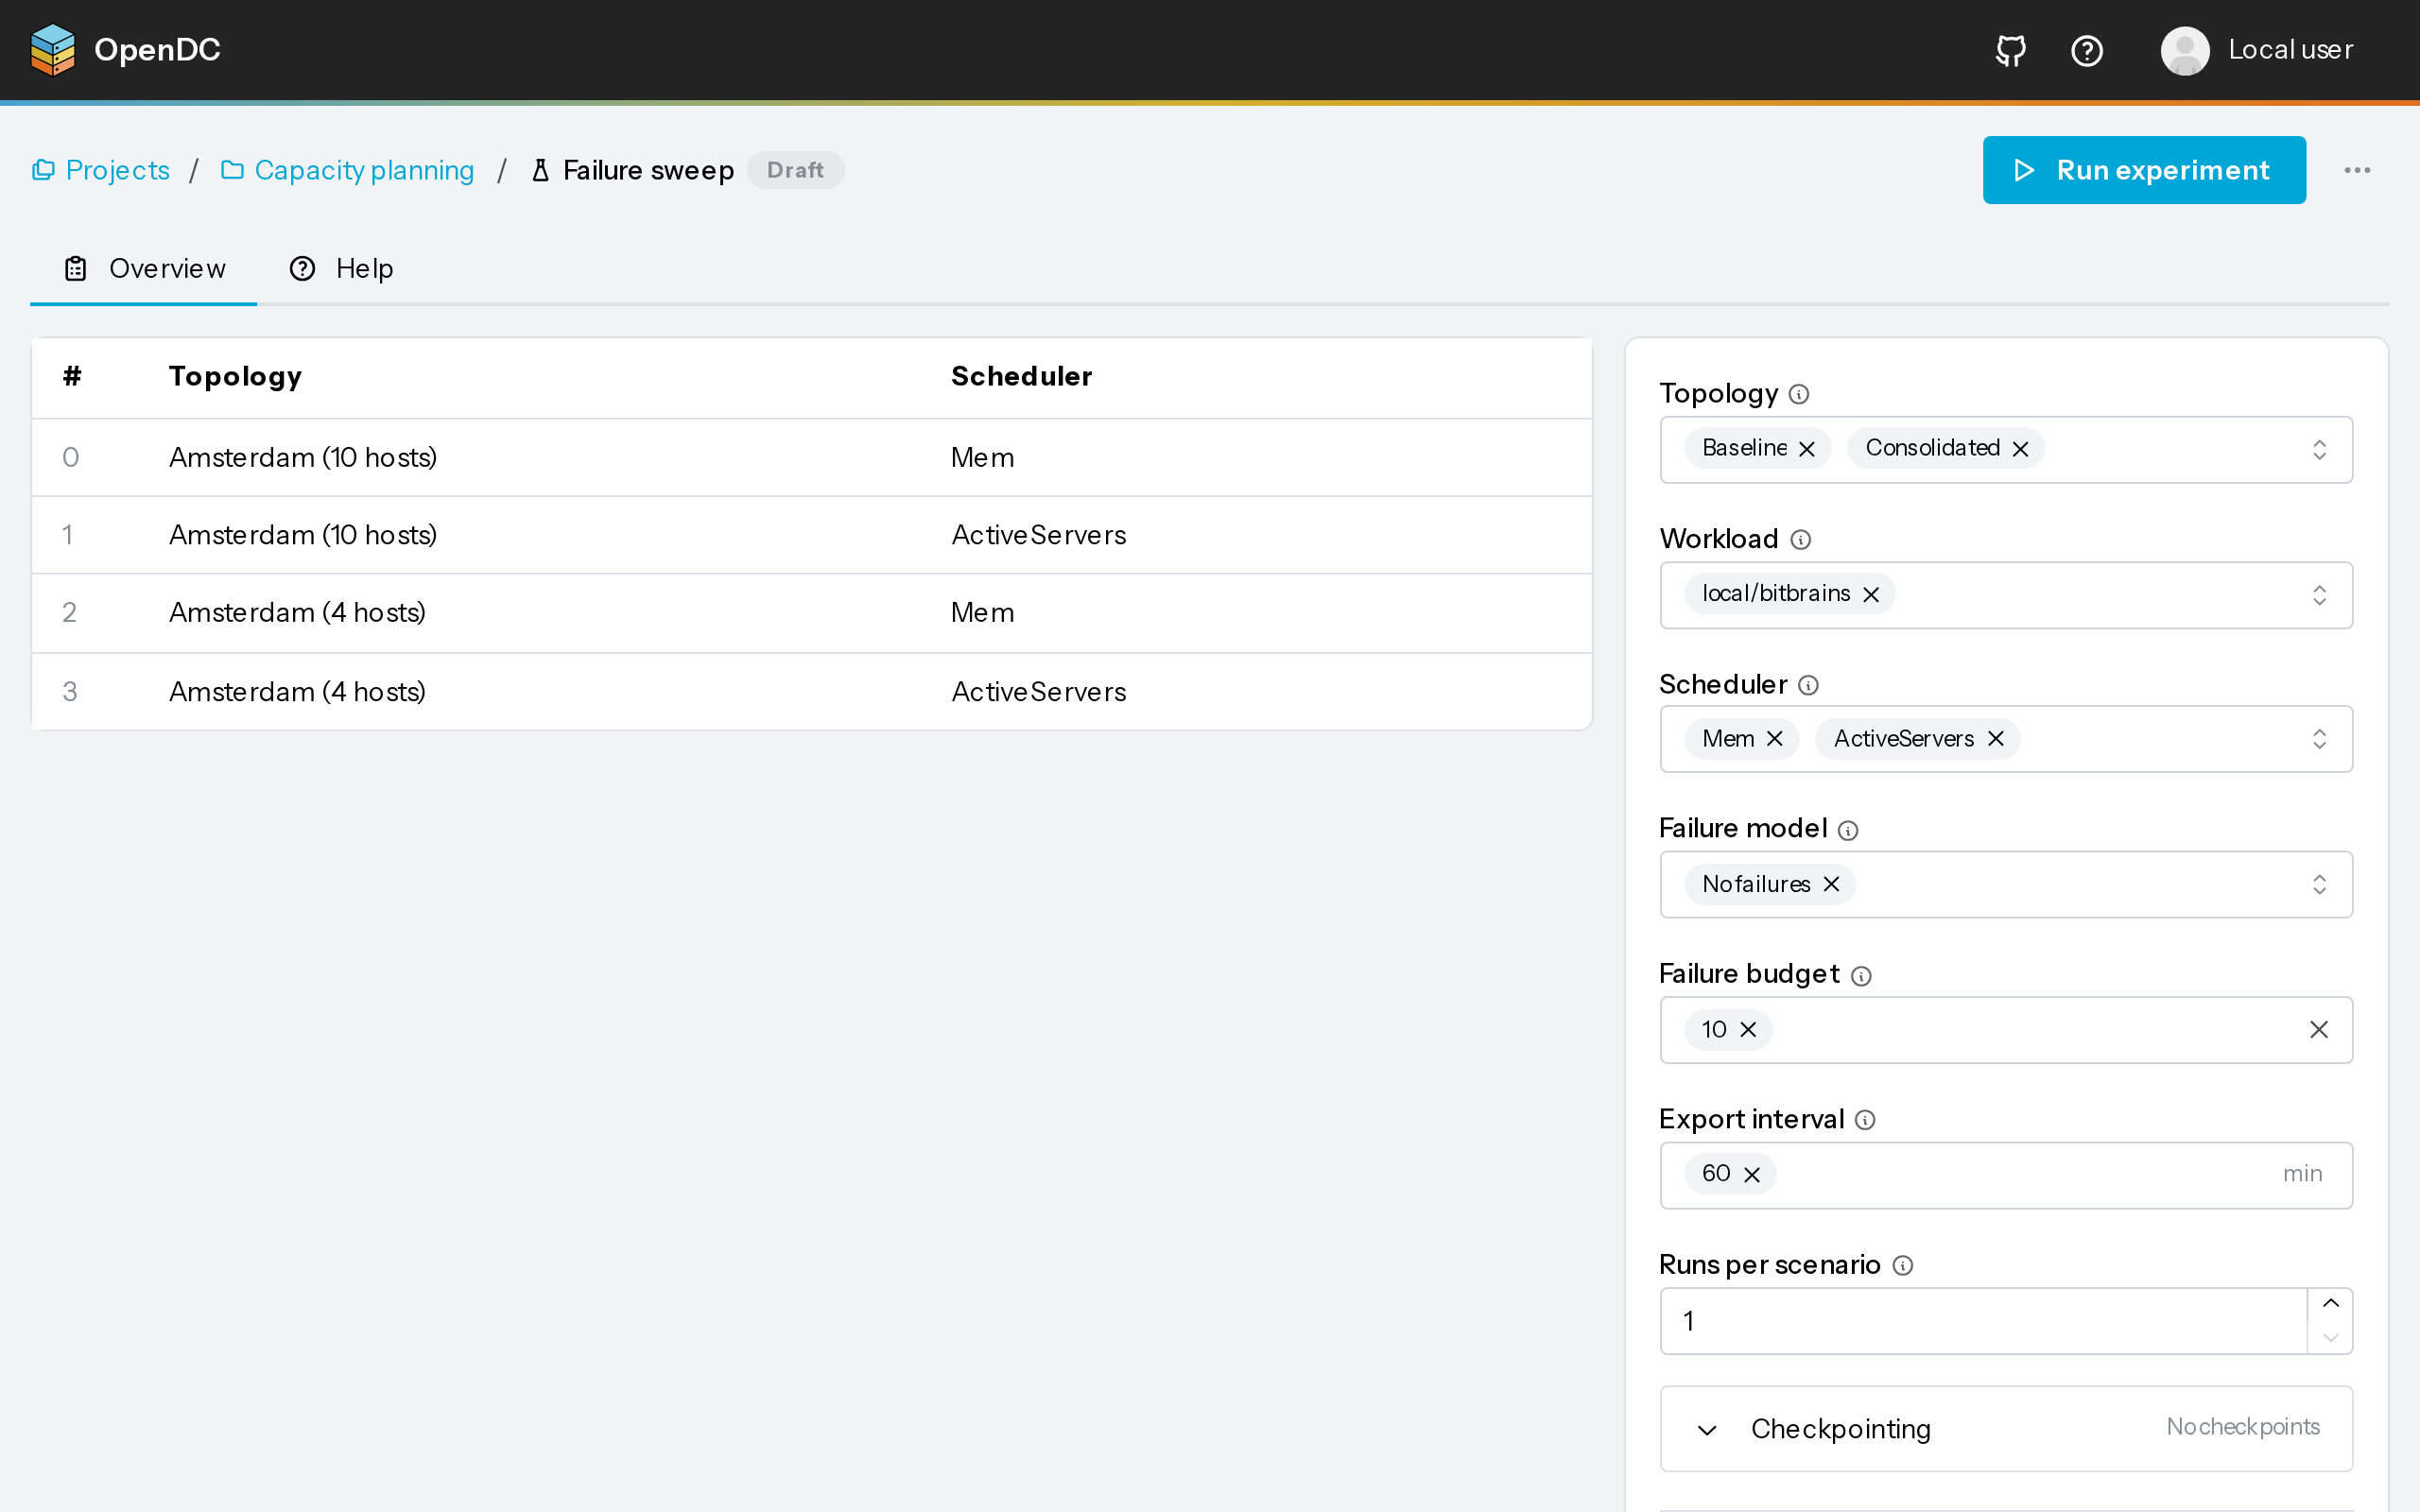 OpenDC
Local user
Projects / Capacity planning / Failure sweep Draft
Run experiment
Overview
Help
# Topology Scheduler
0 Amsterdam (10 hosts) Mem
1 Amsterdam (10 hosts) ActiveServers
2 Amsterdam (4 hosts) Mem
3 Amsterdam (4 hosts) ActiveServers
Topology
Baseline Consolidated
Workload
local/bitbrains
Scheduler
Mem ActiveServers
Failure model
No failures
Failure budget
10
Export interval
60 min
Runs per scenario
1
Checkpointing No checkpoints